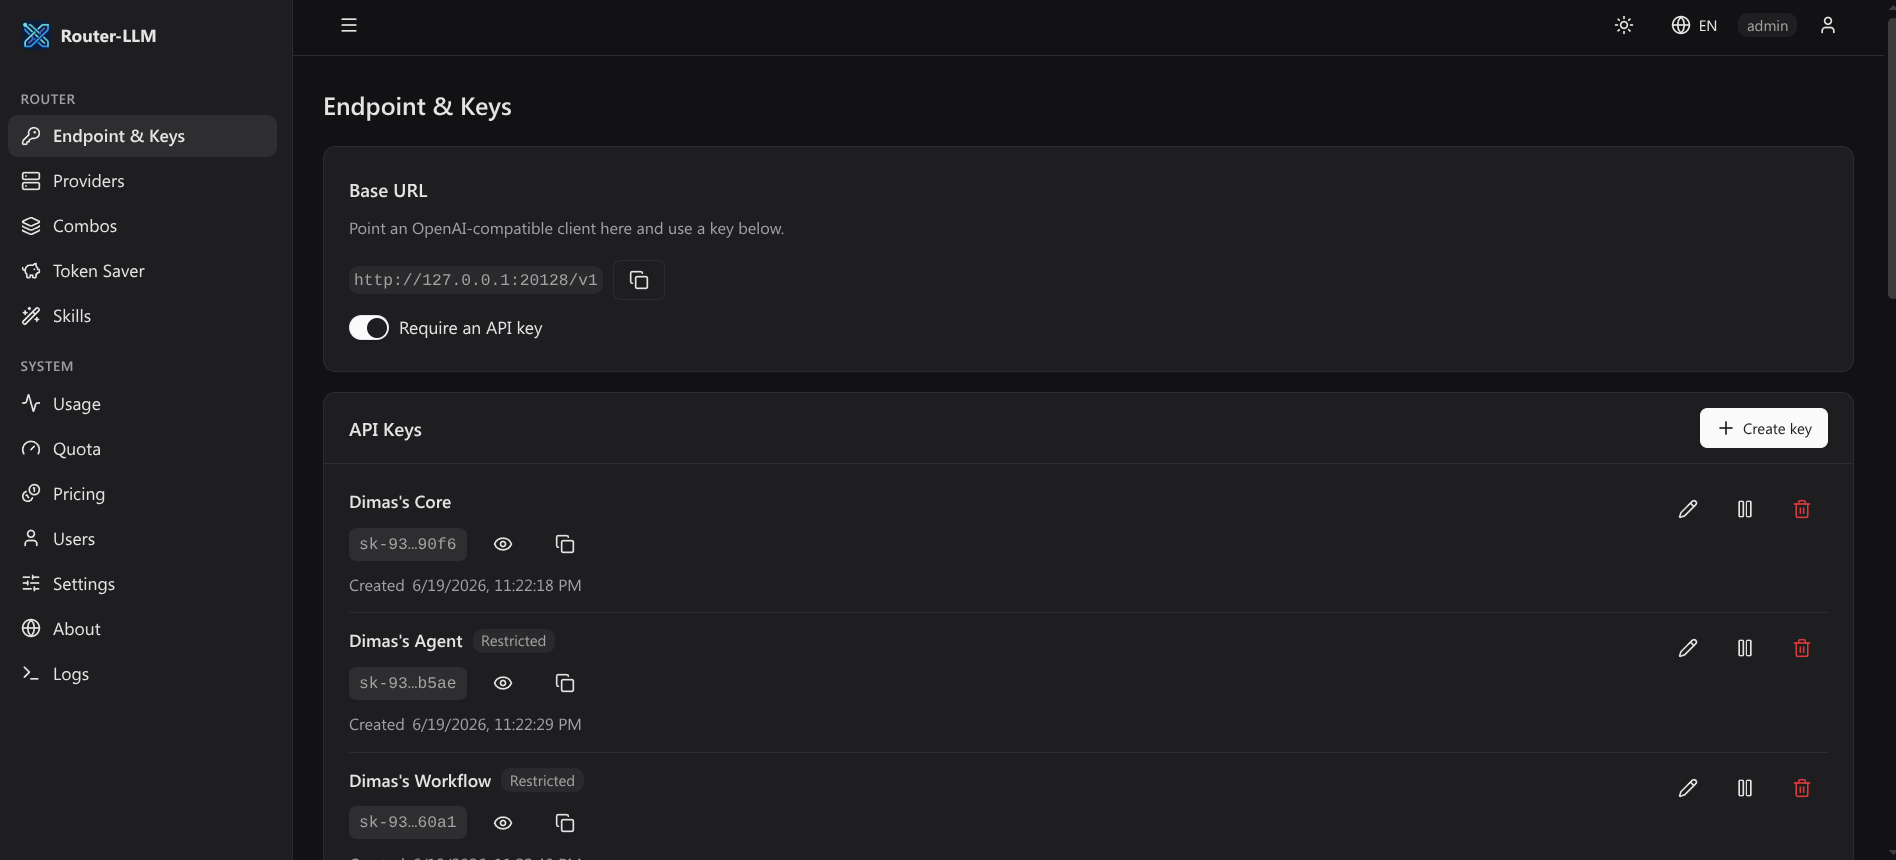 Router-LLM
EN
admin
ROUTER
Endpoint & Keys
Providers
Combos
Token Saver
Skills
SYSTEM
Usage
Quota
Pricing
Users
Settings
About
Logs
Endpoint & Keys
Base URL
Point an OpenAI-compatible client here and use a key below.
http://127.0.0.1:20128/v1
Require an API key
API Keys
Create key
Dimas's Core
sk-93…90f6
Created 6/19/2026, 11:22:18 PM
Dimas's Agent Restricted
sk-93…b5ae
Created 6/19/2026, 11:22:29 PM
Dimas's Workflow Restricted
sk-93…60a1